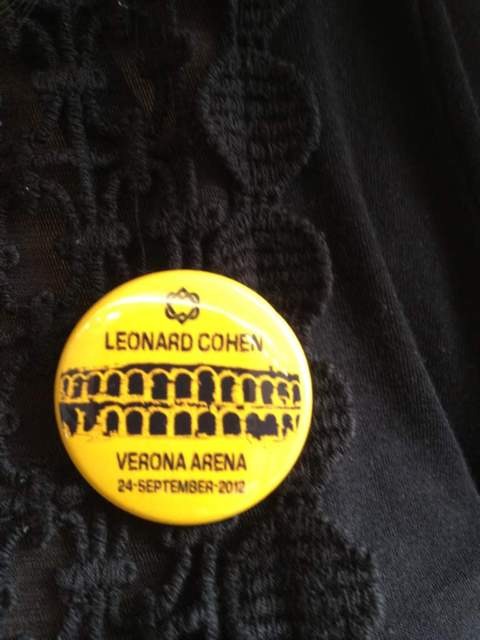 LEONARD COHEN
VERONA ARENA
24-SEPTEMBER-2012